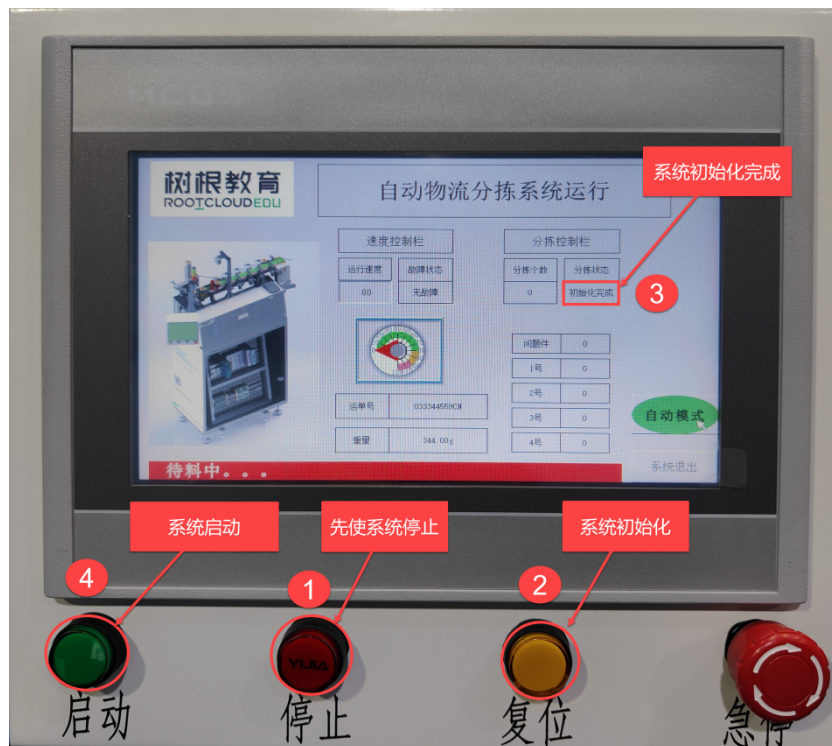 树根教育
ROOTCLOUDEDU
自动物流分拣系统运行
系统初始化完成
速度控制栏
分拣控制栏
运行速度
故障状态
分拣个数
分拣状态
80
无故障
0
初始化完成
3
问题件
0
1号
0
2号
0
3号
0
4号
0
运单号
033344559CN
重量
344.00g
自动模式
系统退出
待料中。。。
系统启动
先使系统停止
系统初始化
4
1
2
YIJIA
启动
停止
复位
急停